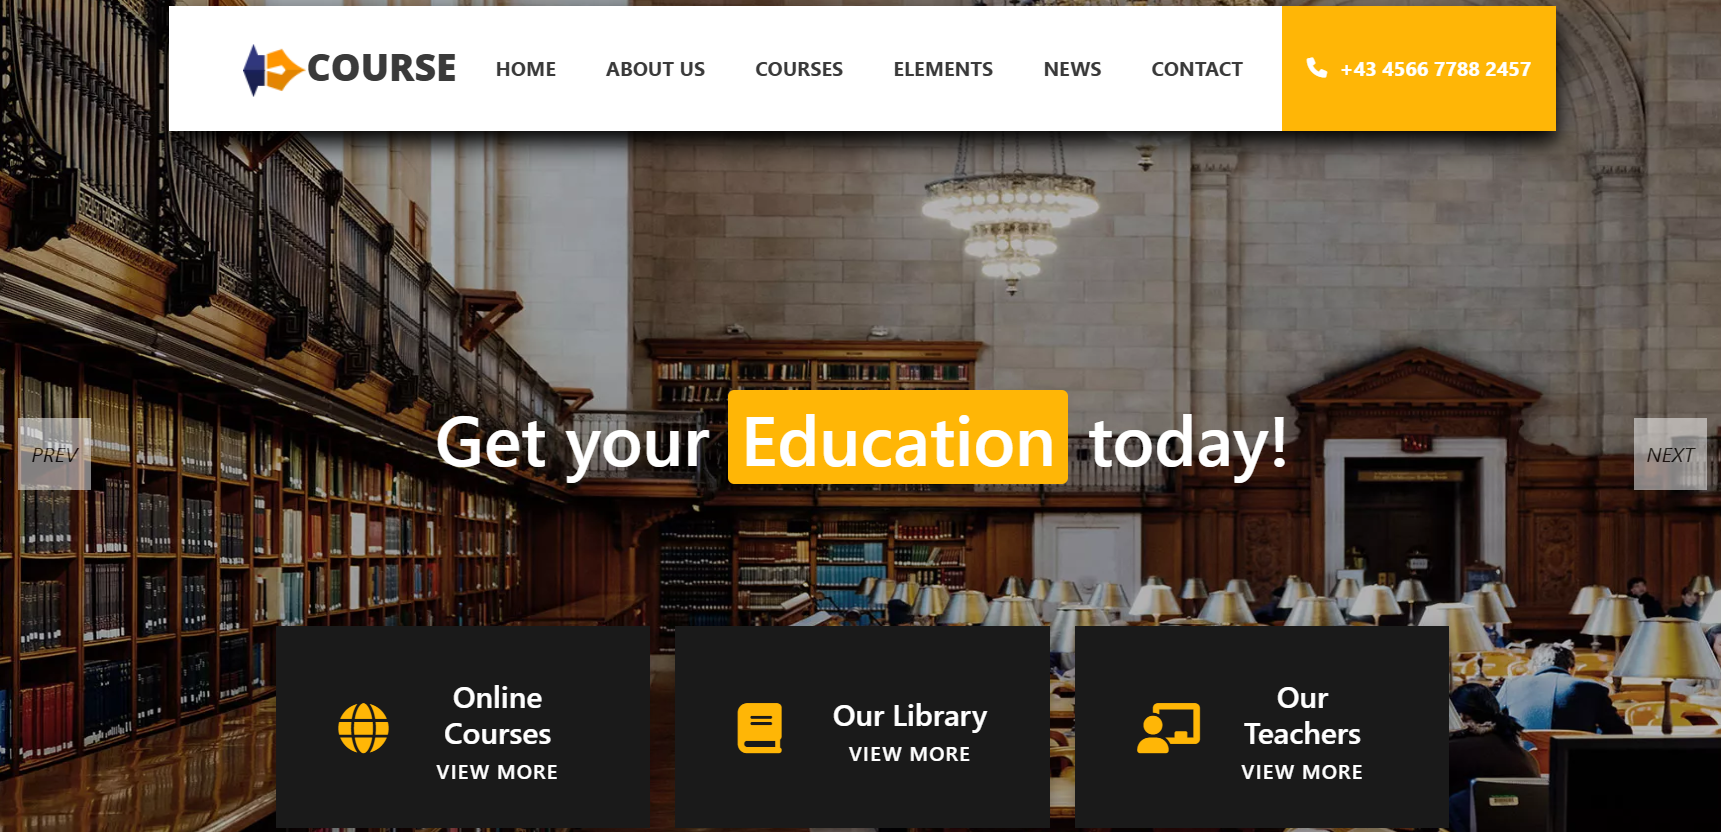 COURSE
HOME ABOUT US COURSES ELEMENTS NEWS CONTACT
+43 4566 7788 2457
Get your Education today!
PREV
NEXT
Online
Courses
VIEW MORE
Our Library
VIEW MORE
Our
Teachers
VIEW MORE